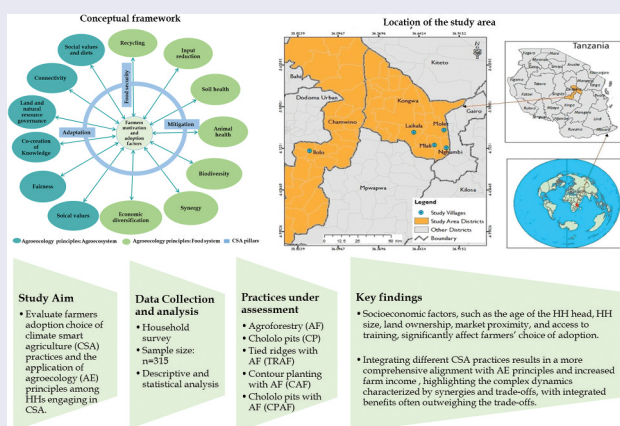 Conceptual framework
Recycling
Social values and diets
Input reduction
Connectivity
Food security
Soil health
Land and natural resource governance
Farmers motivation and adoption factors
Adaptation
Mitigation
Animal health
Co-creation of Knowledge
Fairness
Biodiversity
Soical values
Economic diversification
Synergy
Agroecology principles:Agroecosystem
Agroecology principles:Food system
CSA pillars
Location of the study area
Kiteto
Babi
Dodoma Urban
Kongwa
Chamwino
Laikala
Moleti
Gairo
Mlali
Bolo
Mpwapwa
Kilosa
Legend
Study Villages
Study Area Districts
Other Districts
Boundary
Tanzania
Study Aim
• Evaluate farmers
adoption choice of
climate smart
agriculture (CSA)
practices and the
application of
agroecology (AE)
principles among
HHs engaging in
CSA.
Data Collection
and analysis
• Household
survey
• Sample size:
n=315
• Descriptive and
statistical analysis
Practices under
assessment
• Agroforestry (AF)
• Chololo pits (CP)
• Tied ridges with
AF (TRAF)
• Contour planting
with AF (CAF)
• Chololo pits with
AF (CPAF)
Key findings
• Socioeconomic factors, such as the age of the HH head, HH
size, land ownership, market proximity, and access to
training, significantly affect farmers' choice of adoption.
• Integrating different CSA practices results in a more
comprehensive alignment with AE principles and increased
farm income , highlighting the complex dynamics
characterized by synergies and trade-offs, with integrated
benefits often outweighing the trade-offs.